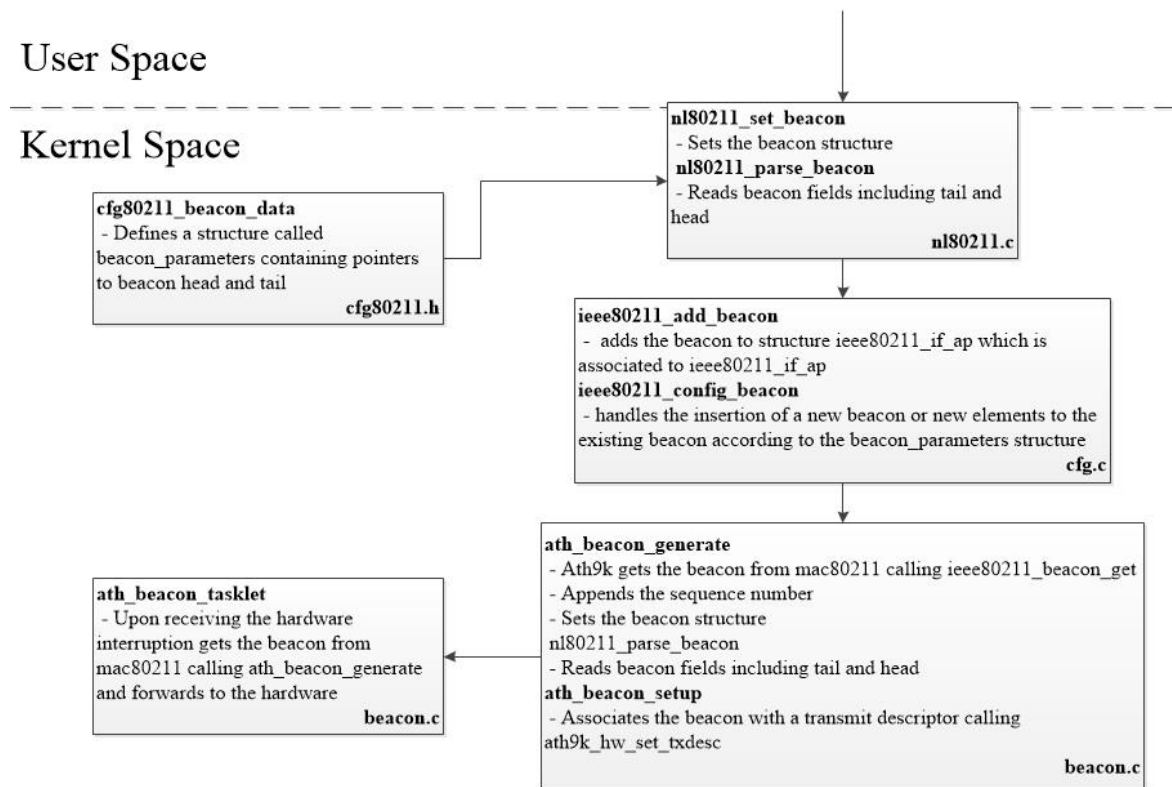 User Space
Kernel Space
nl80211_set_beacon
- Sets the beacon structure
nl80211_parse_beacon
- Reads beacon fields including tail and
head
nl80211.c
cfg80211_beacon_data
- Defines a structure called
beacon_parameters containing pointers
to beacon head and tail
cfg80211.h
ieee80211_add_beacon
- adds the beacon to structure ieee80211_if_ap which is
associated to ieee80211_if_ap
ieee80211_config_beacon
- handles the insertion of a new beacon or new elements to the
existing beacon according to the beacon_parameters structure
cfg.c
ath_beacon_generate
- Ath9k gets the beacon from mac80211 calling ieee80211_beacon_get
- Appends the sequence number
- Sets the beacon structure
nl80211_parse_beacon
- Reads beacon fields including tail and head
ath_beacon_setup
- Associates the beacon with a transmit descriptor calling
ath9k_hw_set_txdesc
beacon.c
ath_beacon_tasklet
- Upon receiving the hardware
interruption gets the beacon from
mac80211 calling ath_beacon_generate
and forwards to the hardware
beacon.c